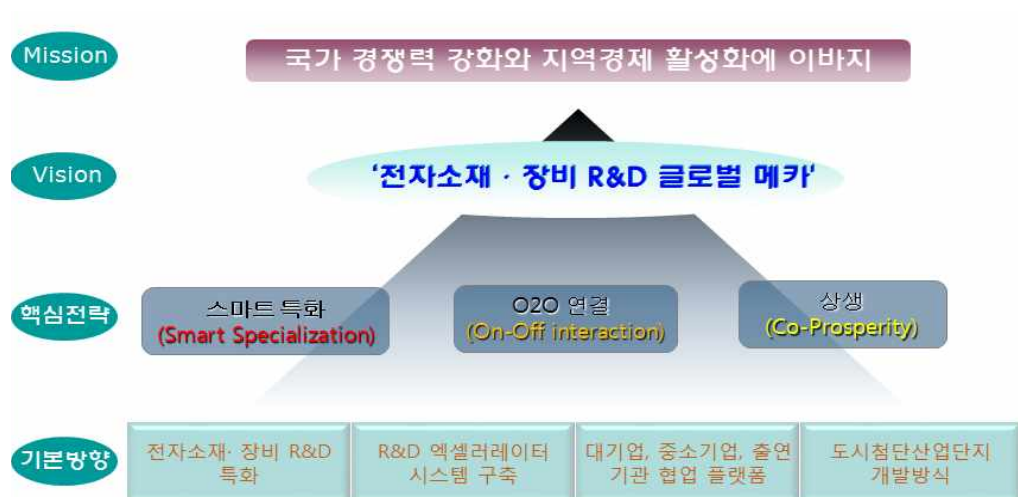 Mission
국가 경쟁력 강화와 지역경제 활성화에 이바지
Vision
'전자소재 · 장비 R&D 글로벌 메카'
핵심전략
스마트 특화
(Smart Specialization)
O2O 연결
(On-Off interaction)
상생
(Co-Prosperity)
기본방향
전자소재· 장비 R&D
특화
R&D 엑셀러레이터
시스템 구축
대기업, 중소기업, 출연
기관 협업 플랫폼
도시첨단산업단지
개발방식